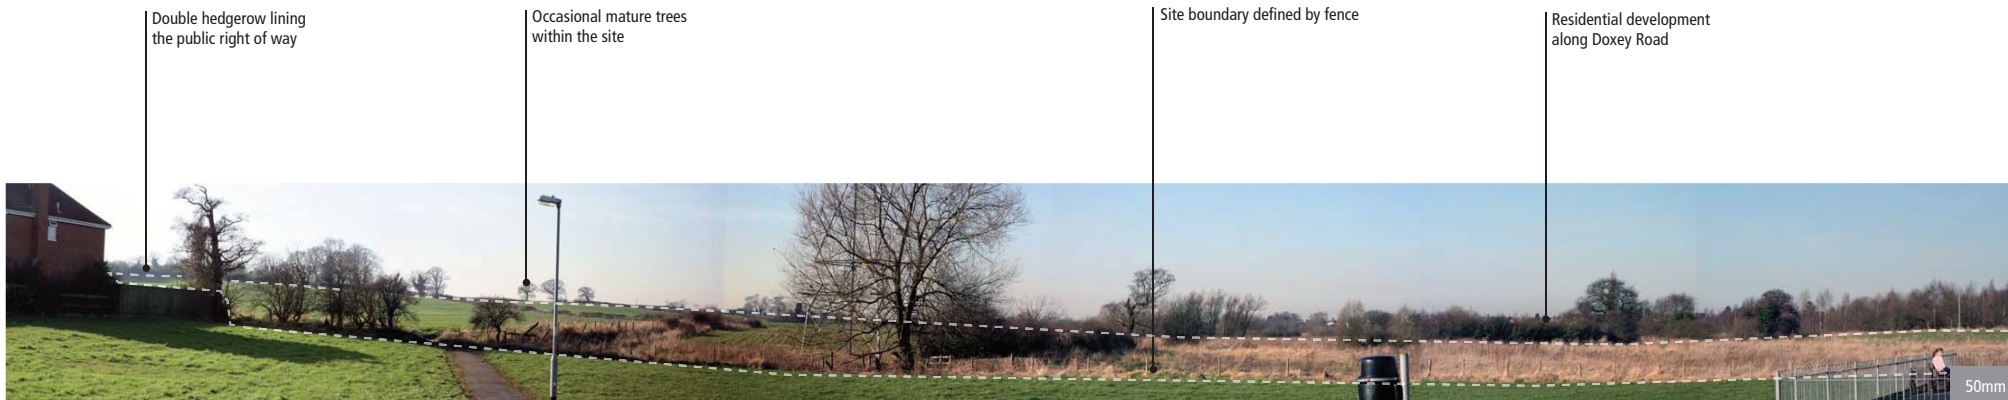 Double hedgerow lining
the public right of way
Occasional mature trees
within the site
Site boundary defined by fence
Residential development
along Doxey Road
50mm